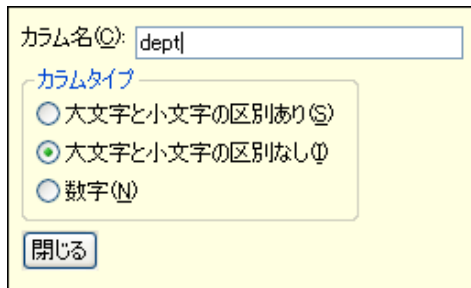 カラム名(C): dept
カラムタイプ
大文字と小文字の区別あり(S)
大文字と小文字の区別なし(I)
数字(N)
閉じる